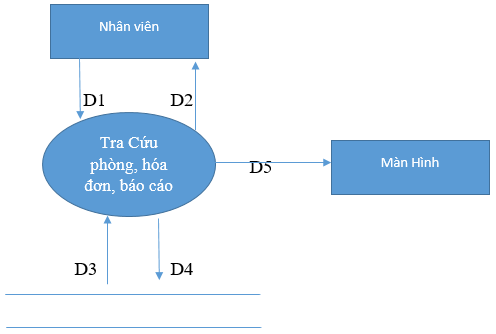 Nhân viên
D1
D2
Tra Cứu
phòng, hóa
đơn, báo cáo
D5
Màn Hình
D3
D4